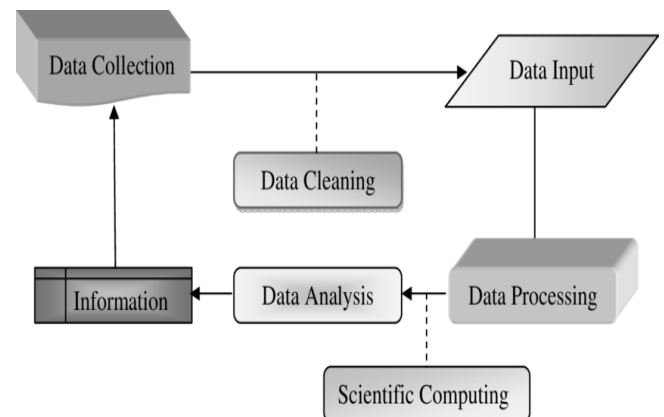 Data Collection
Data Input
Data Cleaning
Information
Data Analysis
Data Processing
Scientific Computing